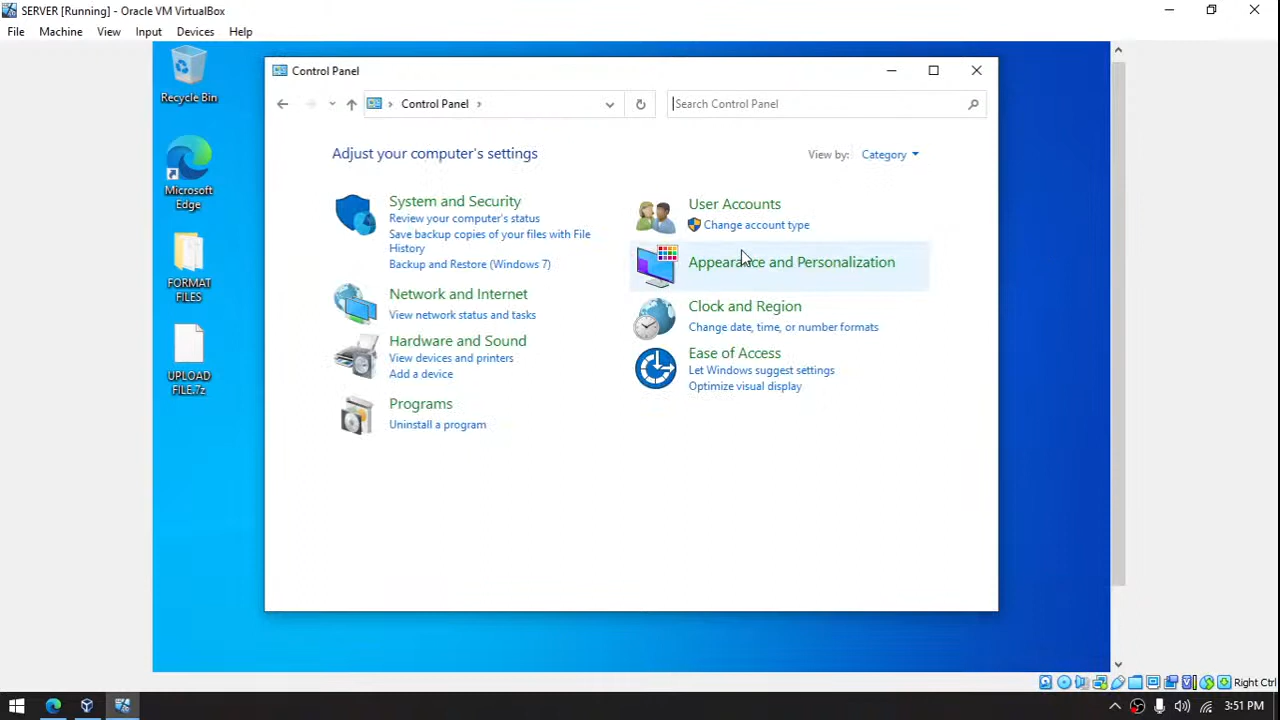 SERVER [Running] - Oracle VM VirtualBox
File Machine View Input Devices Help
Recycle Bin
Microsoft
Edge
FORMAT
FILES
UPLOAD
FILE.7z
Control Panel
Control Panel
Search Control Panel
Adjust your computer's settings
View by: Category
System and Security
Review your computer's status
Save backup copies of your files with File
History
Backup and Restore (Windows 7)
Network and Internet
View network status and tasks
Hardware and Sound
View devices and printers
Add a device
Programs
Uninstall a program
User Accounts
Change account type
Appearance and Personalization
Clock and Region
Change date, time, or number formats
Ease of Access
Let Windows suggest settings
Optimize visual display
Right Ctrl
3:51 PM